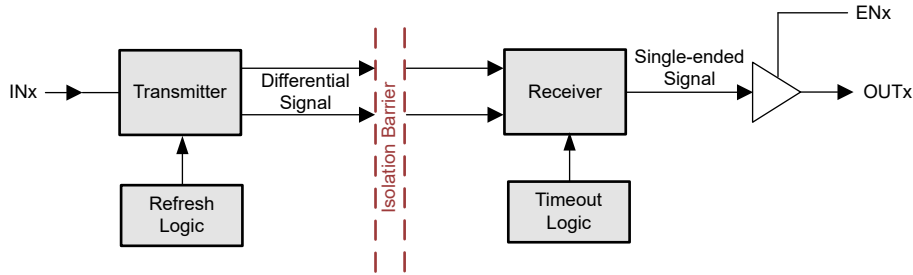 ENx
INx
Transmitter
Differential
Signal
Isolation Barrier
Receiver
Single-ended
Signal
OUTx
Refresh
Logic
Timeout
Logic